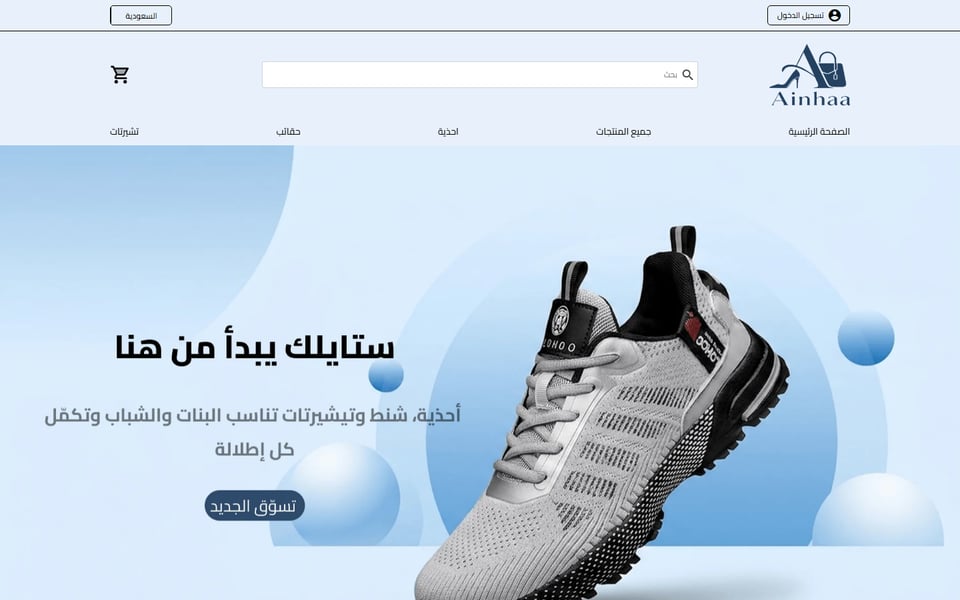 تسجيل الدخول
السعودية
Ainhaa
بحث
الصفحة الرئيسية
جميع المنتجات
احذية
حقائب
تشيرتات
ستايلك يبدأ من هنا
أحذية، شنط وتيشيرتات تناسب البنات والشباب وتكمّل
كل إطلالة
تسوّق الجديد